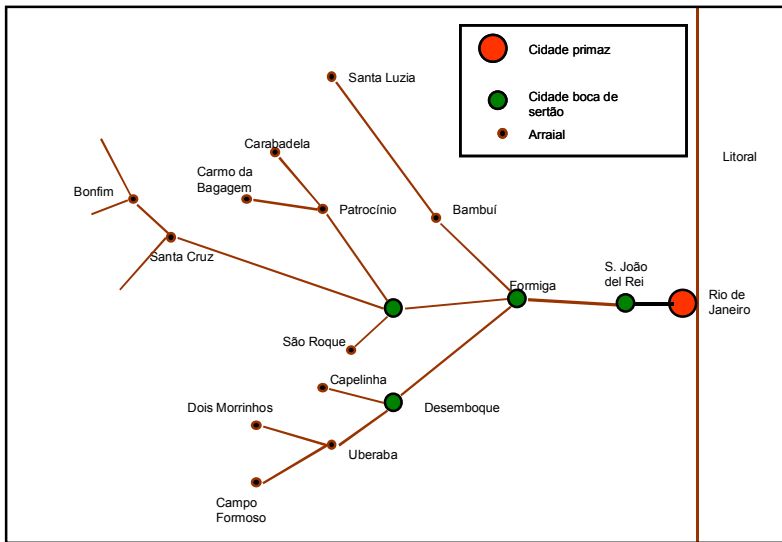 Cidade primaz
Cidade boca de
sertão
Arraial
Litoral
Santa Luzia
Carabadela
Carmo da
Bagagem
Bonfim
Patrocínio
Bambuí
Santa Cruz
Formiga
S. João
del Rei
Rio de
Janeiro
São Roque
Capelinha
Dois Morrinhos
Desemboque
Uberaba
Campo
Formoso